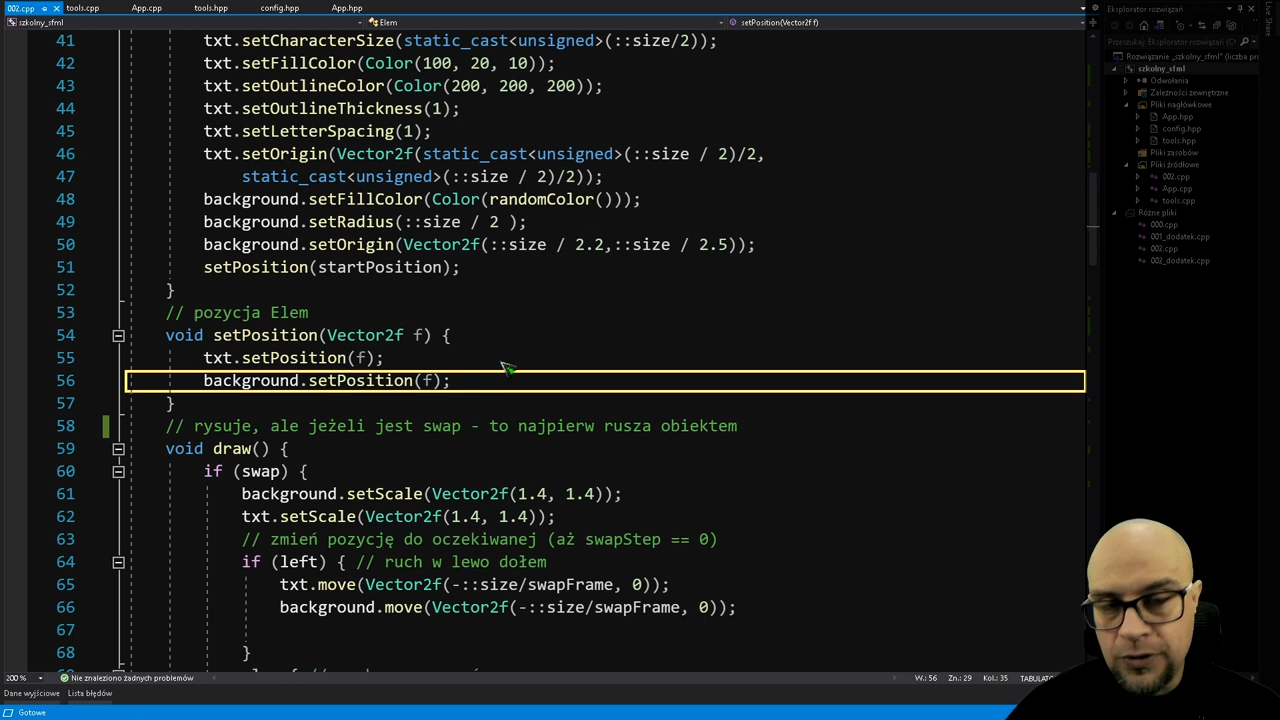 002.cpp
tools.cpp
App.cpp
tools.hpp
config.hpp
App.hpp
szkolny_sfml
Elem
setPosition(Vector2f f)
41 txt.setCharacterSize(static_cast<unsigned>(::size/2));
42 txt.setFillColor(Color(100, 20, 10));
43 txt.setOutlineColor(Color(200, 200, 200));
44 txt.setOutlineThickness(1);
45 txt.setLetterSpacing(1);
46 txt.setOrigin(Vector2f(static_cast<unsigned>(::size / 2)/2,
47 static_cast<unsigned>(::size / 2)/2));
48 background.setFillColor(Color(randomColor()));
49 background.setRadius(::size / 2 );
50 background.setOrigin(Vector2f(::size / 2.2,::size / 2.5));
51 setPosition(startPosition);
52 }
53 // pozycja Elem
54 void setPosition(Vector2f f) {
55 txt.setPosition(f);
56 background.setPosition(f);
57 }
58 // rysuje, ale jeżeli jest swap - to najpierw rusza obiektem
59 void draw() {
60 if (swap) {
61 background.setScale(Vector2f(1.4, 1.4));
62 txt.setScale(Vector2f(1.4, 1.4));
63 // zmień pozycję do oczekiwanej (aż swapStep == 0)
64 if (left) { // ruch w lewo dołem
65 txt.move(Vector2f(-::size/swapFrame, 0));
66 background.move(Vector2f(-::size/swapFrame, 0));
67
68 }
200 %
Nie znaleziono żadnych problemów
W.: 56
Zn.: 29
Kol.: 35
TABULATO
Dane wyjściowe
Lista błędów
Gotowe
Eksplorator rozwiązań
Przeszukaj: Eksplorator rozwiązań (
Rozwiązanie „szkolny_sfml” (liczba pro
szkolny_sfml
Odwołania
Zależności zewnętrzne
Pliki nagłówkowe
App.hpp
config.hpp
tools.hpp
Pliki zasobów
Pliki źródłowe
002.cpp
App.cpp
tools.cpp
Różne pliki
000.cpp
001_dodatek.cpp
002.cpp
002_dodatek.cpp
Live Share